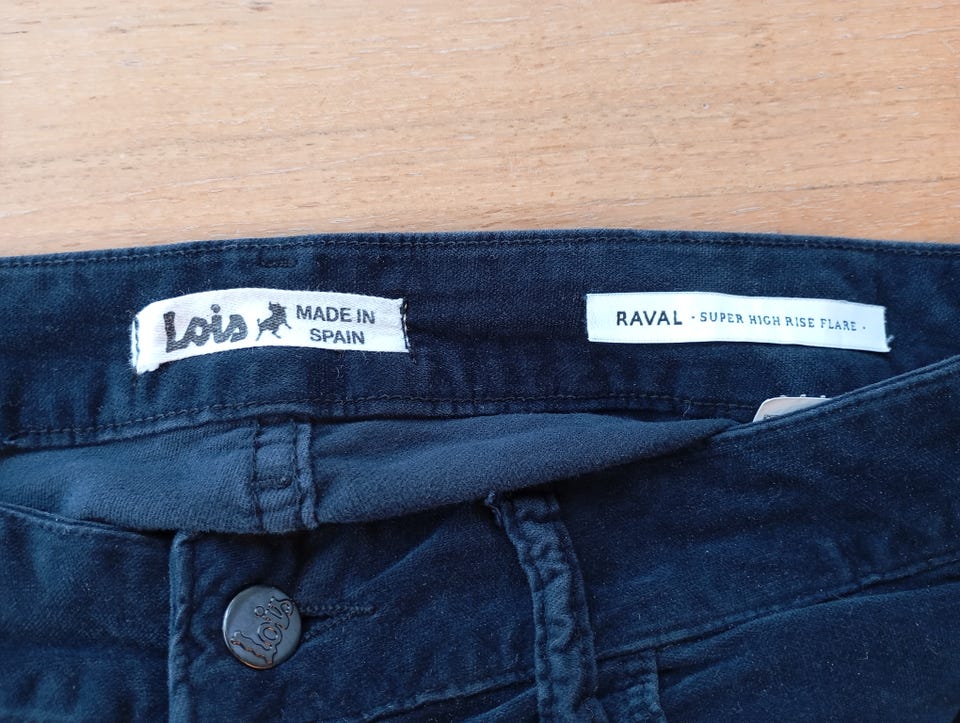 Lois MADE IN
SPAIN
RAVAL · SUPER HIGH RISE FLARE ·
Lois